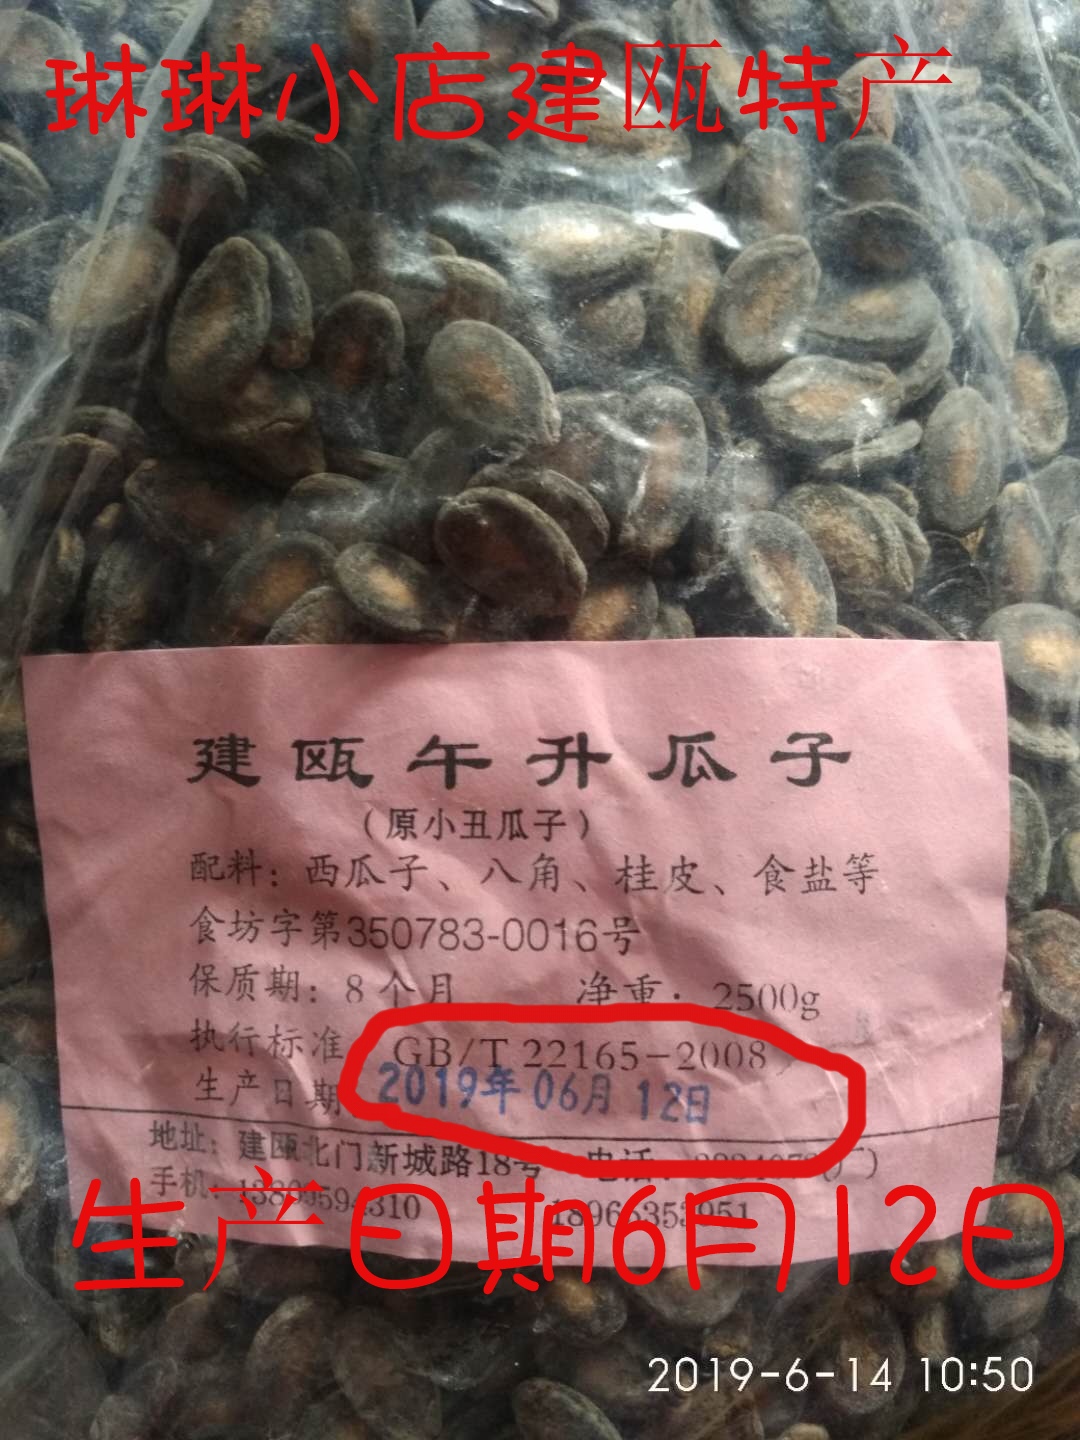 琳琳小店建瓯特产
建瓯午升瓜子
（原小丑瓜子）
配料：西瓜子、八角、桂皮、食盐等
食坊字第350783-0016号
保质期：8个月 净重：2500g
执行标准 GB/T 22165-2008
生产日期 2019年06月12日
地址：建瓯北门新城路18号 电话：
手机：
生产日期6月12日
2019-6-14 10:50